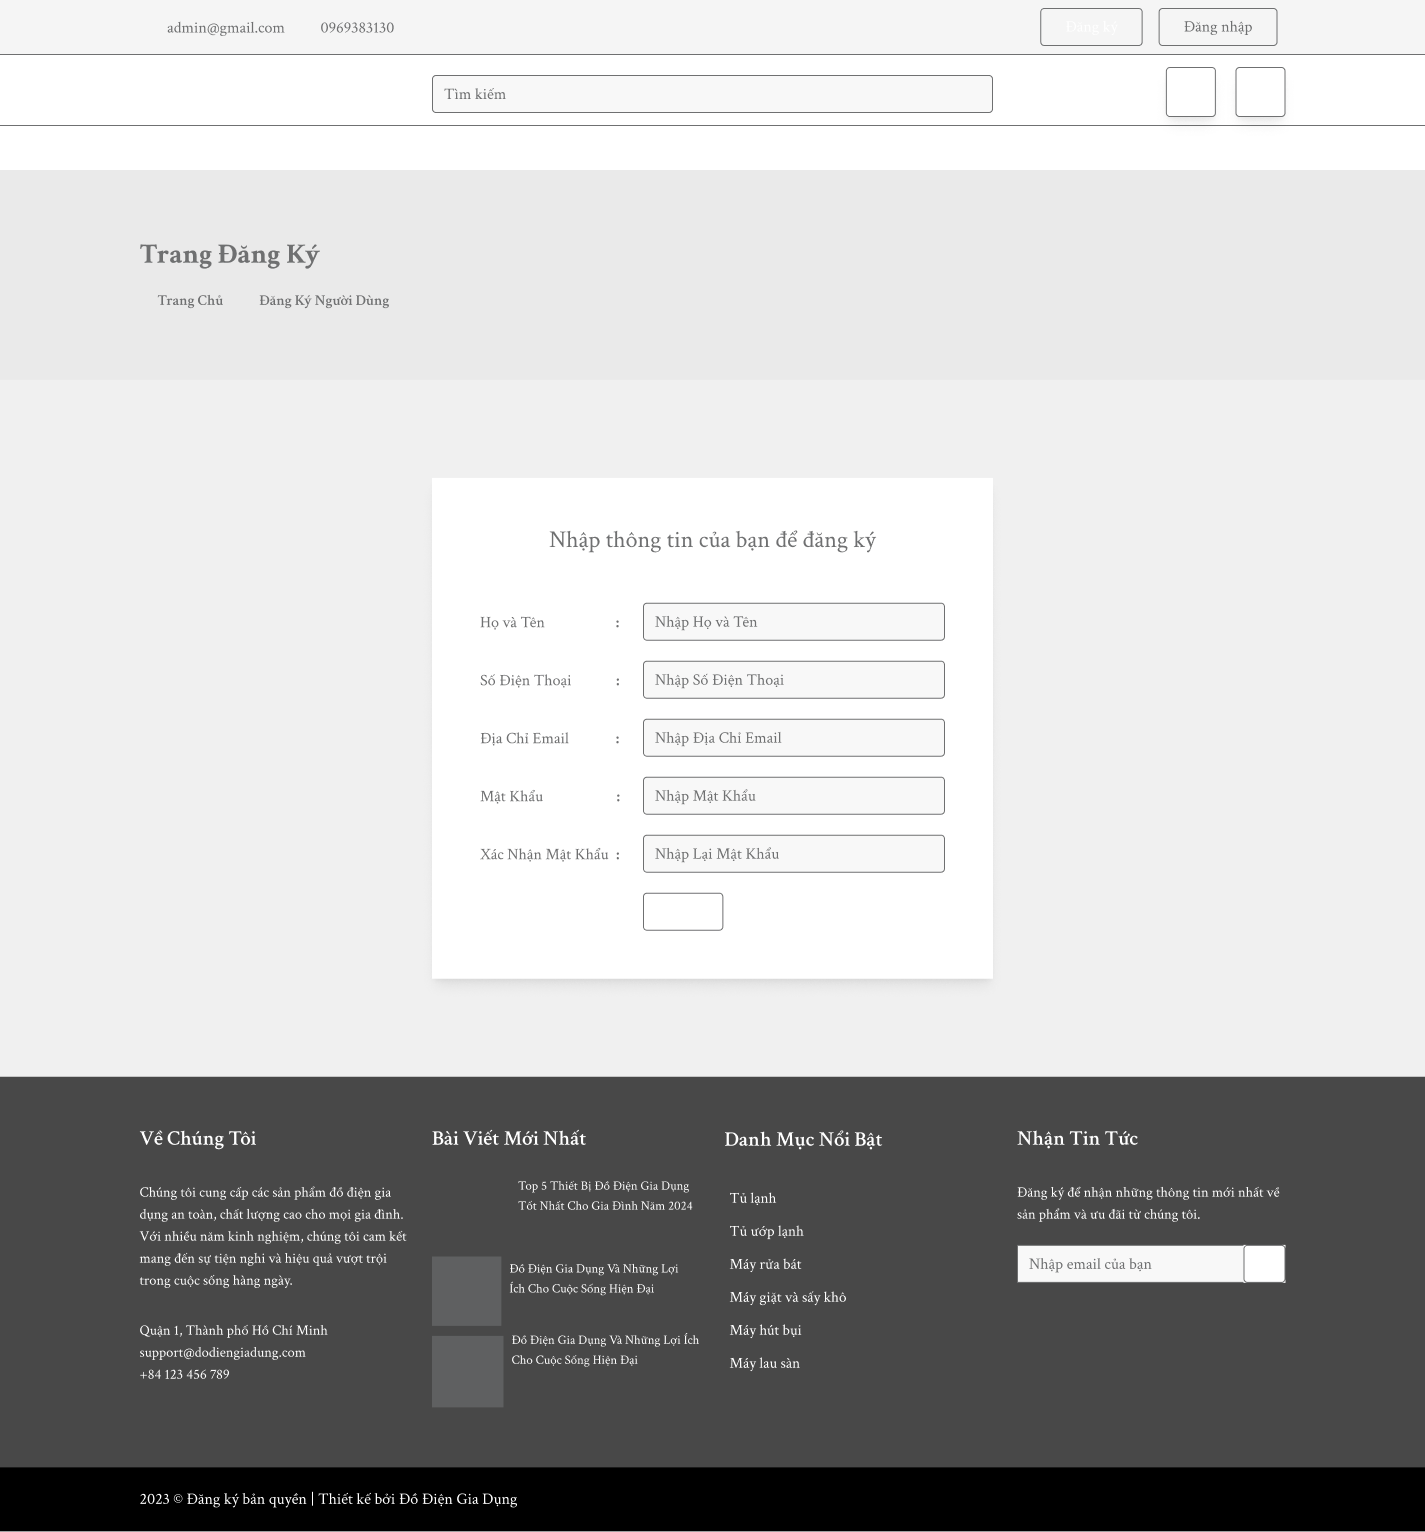 admin@gmail.com
0969383130
Đăng ký
Đăng nhập
Tìm kiếm
Trang Đăng Ký
Trang Chủ
Đăng Ký Người Dùng
Nhập thông tin của bạn để đăng ký
Họ và Tên :
Nhập Họ và Tên
Số Điện Thoại :
Nhập Số Điện Thoại
Địa Chỉ Email :
Nhập Địa Chỉ Email
Mật Khẩu :
Nhập Mật Khẩu
Xác Nhận Mật Khẩu :
Nhập Lại Mật Khẩu
Về Chúng Tôi
Chúng tôi cung cấp các sản phẩm đồ điện gia
dụng an toàn, chất lượng cao cho mọi gia đình.
Với nhiều năm kinh nghiệm, chúng tôi cam kết
mang đến sự tiện nghi và hiệu quả vượt trội
trong cuộc sống hàng ngày.
Quận 1, Thành phố Hồ Chí Minh
support@dodiengiadung.com
+84 123 456 789
Bài Viết Mới Nhất
Top 5 Thiết Bị Đồ Điện Gia Dụng
Tốt Nhất Cho Gia Đình Năm 2024
Đồ Điện Gia Dụng Và Những Lợi
Ích Cho Cuộc Sống Hiện Đại
Đồ Điện Gia Dụng Và Những Lợi Ích
Cho Cuộc Sống Hiện Đại
Danh Mục Nổi Bật
Tủ lạnh
Tủ ướp lạnh
Máy rửa bát
Máy giặt và sấy khô
Máy hút bụi
Máy lau sàn
Nhận Tin Tức
Đăng ký để nhận những thông tin mới nhất về
sản phẩm và ưu đãi từ chúng tôi.
Nhập email của bạn
2023 © Đăng ký bản quyền | Thiết kế bởi Đồ Điện Gia Dụng